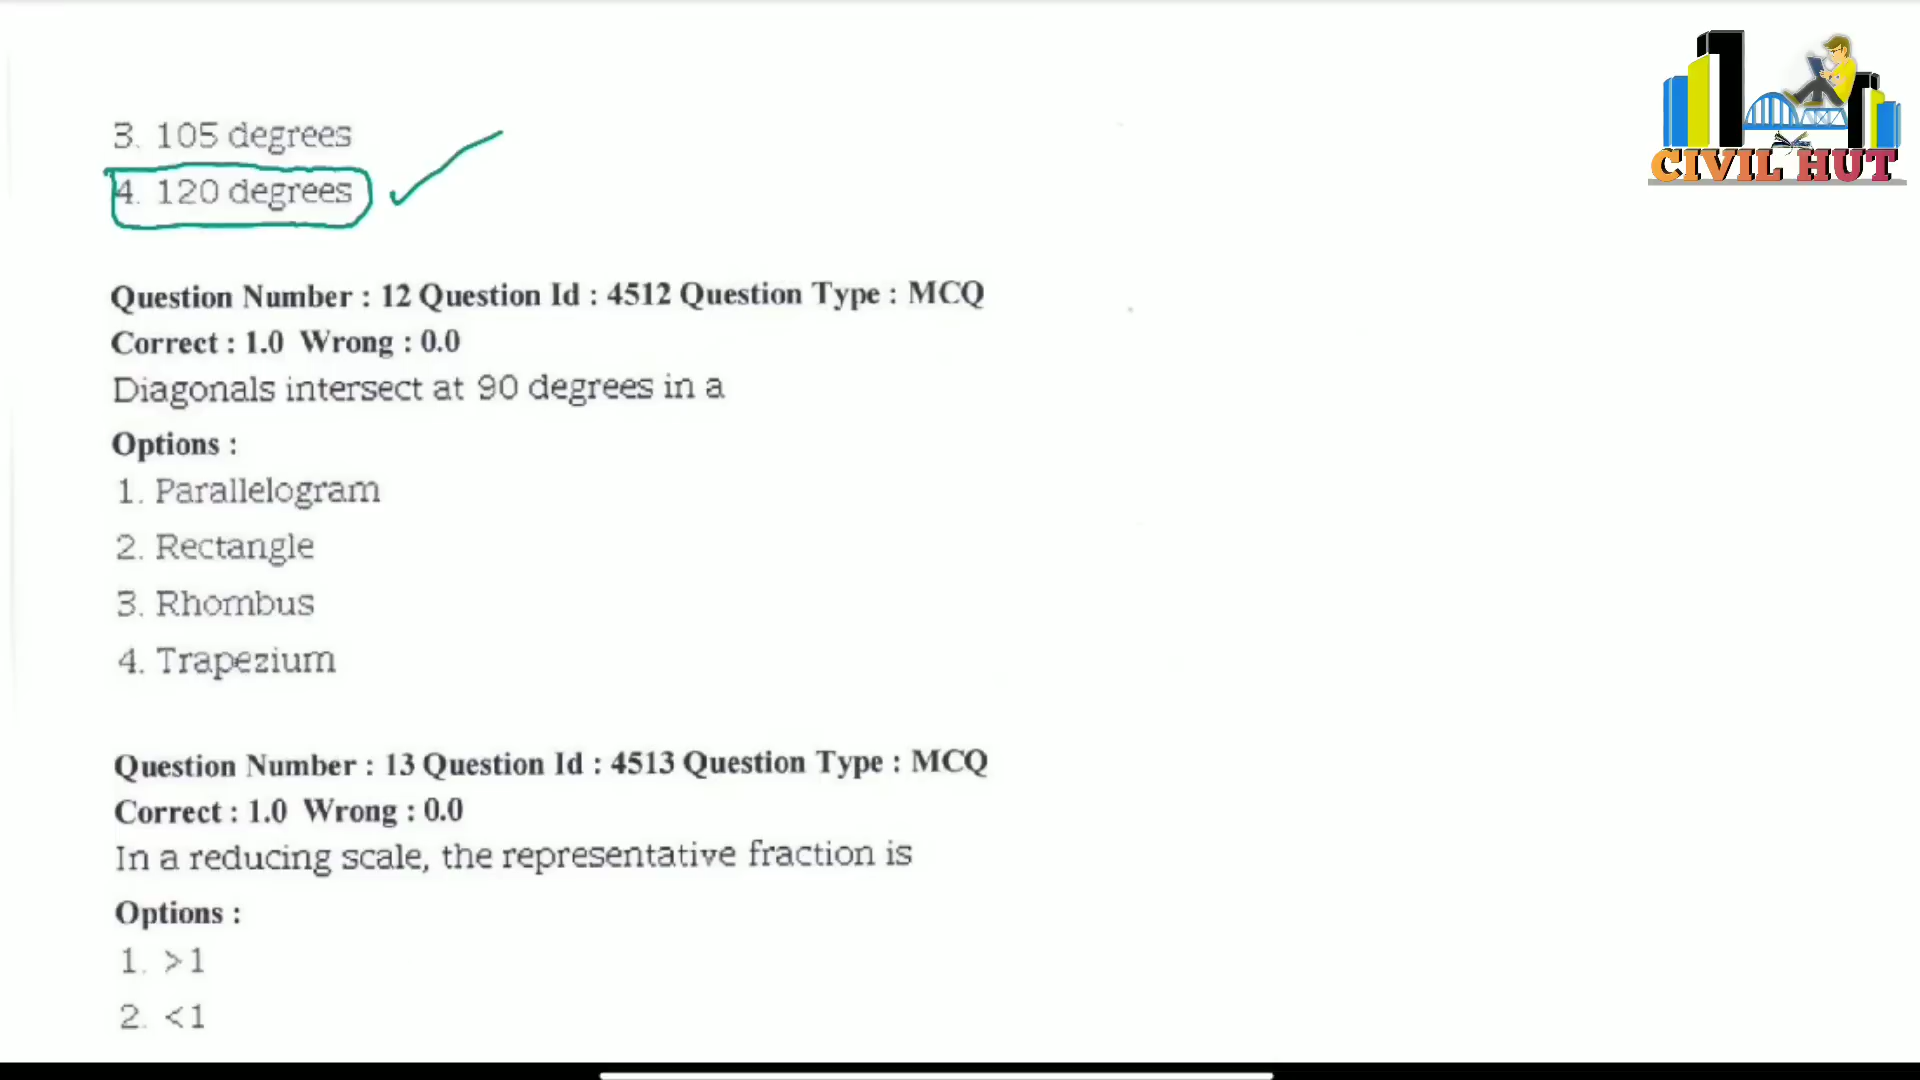 CIVIL HUT
3. 105 degrees
4. 120 degrees
Question Number : 12 Question Id : 4512 Question Type : MCQ
Correct : 1.0 Wrong : 0.0
Diagonals intersect at 90 degrees in a
Options :
1. Parallelogram
2. Rectangle
3. Rhombus
4. Trapezium
Question Number : 13 Question Id : 4513 Question Type : MCQ
Correct : 1.0 Wrong : 0.0
In a reducing scale, the representative fraction is
Options :
1. >1
2. <1